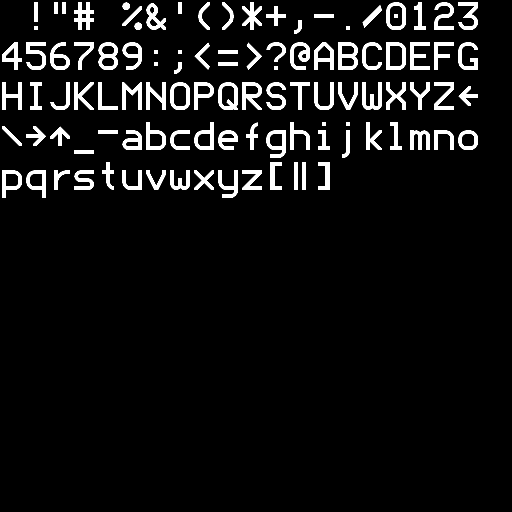 !"# %&'()*+,-./0123
456789:;<=>?@ABCDEFG
HIJKLMNOPQRSTUVWXYZ←
\→↑_‾abcdefghijklmno
pqrstuvwxyz[‖]